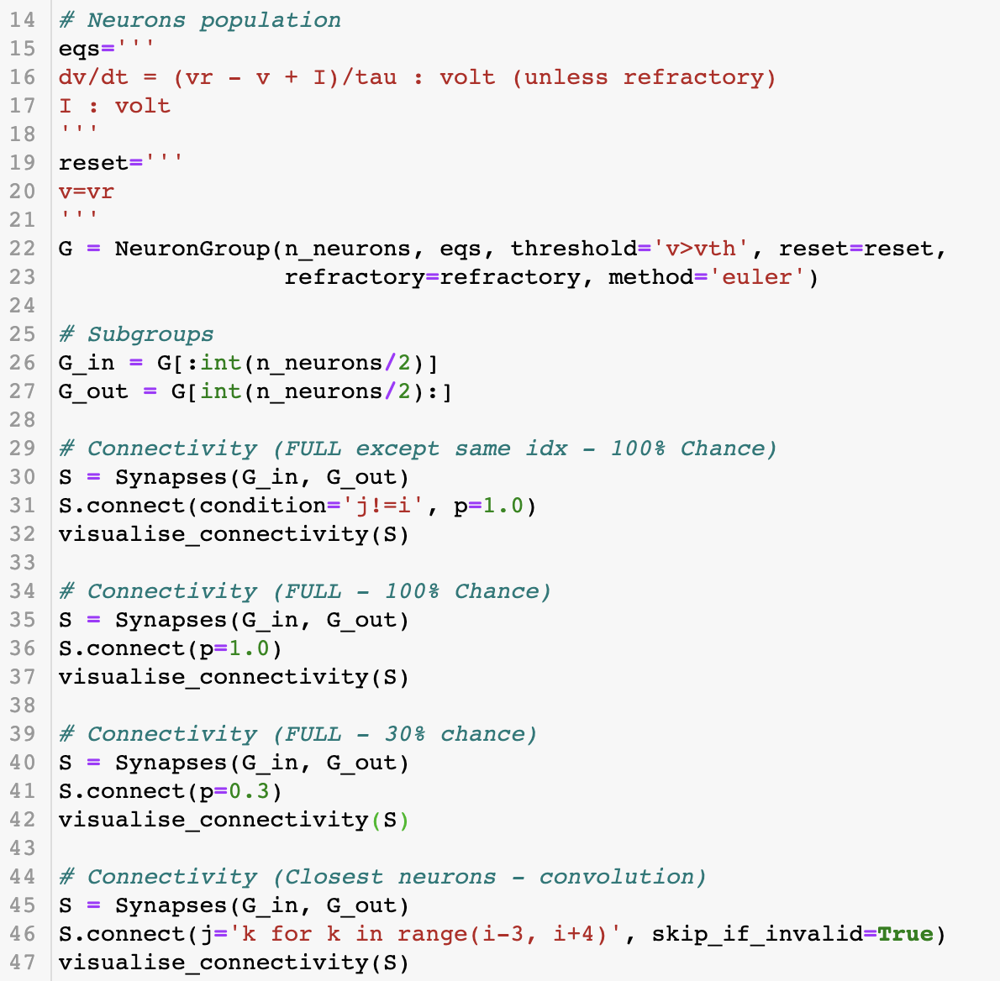 14 # Neurons population
15 eqs='''
16 dv/dt = (vr - v + I)/tau : volt (unless refractory)
17 I : volt
18 '''
19 reset='''
20 v=vr
21 '''
22 G = NeuronGroup(n_neurons, eqs, threshold='v>vth', reset=reset,
23                 refractory=refractory, method='euler')
24
25 # Subgroups
26 G_in = G[:int(n_neurons/2)]
27 G_out = G[int(n_neurons/2):]
28
29 # Connectivity (FULL except same idx - 100% Chance)
30 S = Synapses(G_in, G_out)
31 S.connect(condition='j!=i', p=1.0)
32 visualise_connectivity(S)
33
34 # Connectivity (FULL - 100% Chance)
35 S = Synapses(G_in, G_out)
36 S.connect(p=1.0)
37 visualise_connectivity(S)
38
39 # Connectivity (FULL - 30% chance)
40 S = Synapses(G_in, G_out)
41 S.connect(p=0.3)
42 visualise_connectivity(S)
43
44 # Connectivity (Closest neurons - convolution)
45 S = Synapses(G_in, G_out)
46 S.connect(j='k for k in range(i-3, i+4)', skip_if_invalid=True)
47 visualise_connectivity(S)